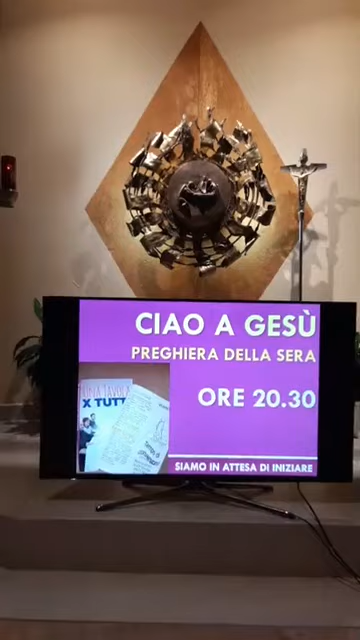 CIAO A GESÙ
PREGHIERA DELLA SERA
ORE 20.30
X TUTTI
SIAMO IN ATTESA DI INIZIARE